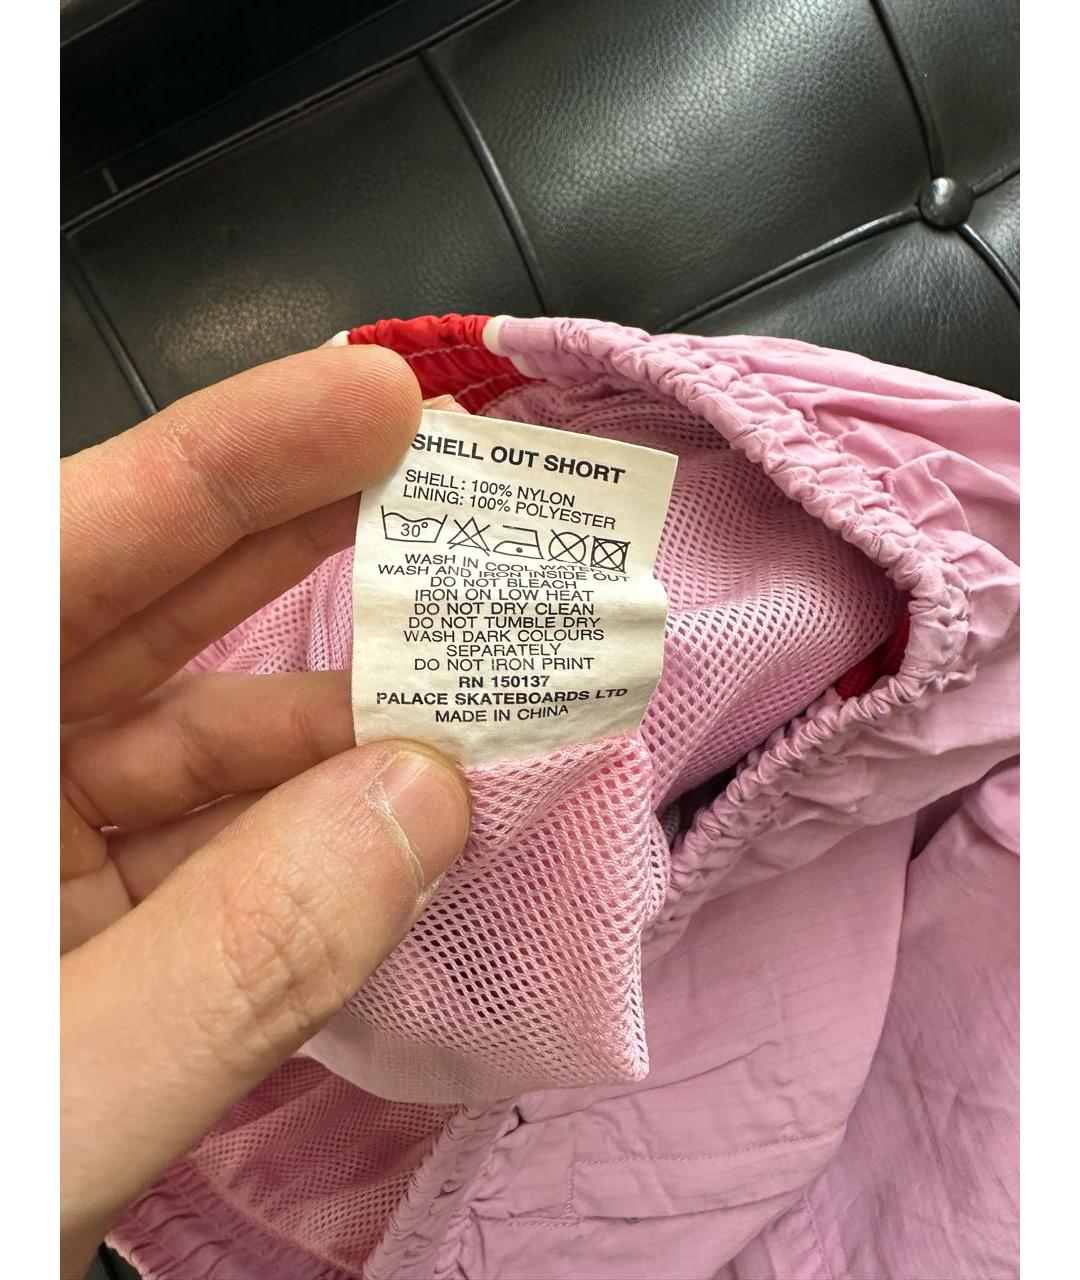 SHELL OUT SHORT
SHELL: 100% NYLON
LINING: 100% POLYESTER
30°
WASH IN COOL WATER
WASH AND IRON INSIDE OUT
DO NOT BLEACH
IRON ON LOW HEAT
DO NOT DRY CLEAN
DO NOT TUMBLE DRY
WASH DARK COLOURS
SEPARATELY
DO NOT IRON PRINT
RN 150137
PALACE SKATEBOARDS LTD
MADE IN CHINA